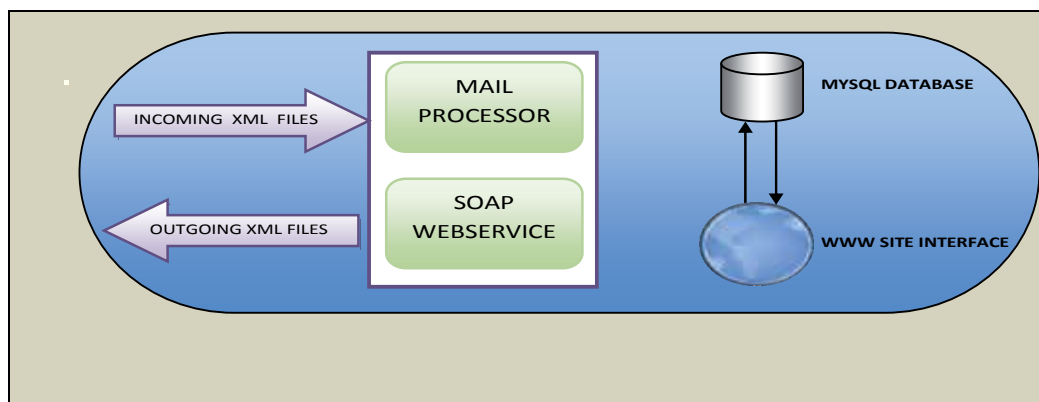 MAIL
PROCESSOR
MYSQL DATABASE
INCOMING XML FILES
SOAP
WEBSERVICE
OUTGOING XML FILES
WWW SITE INTERFACE